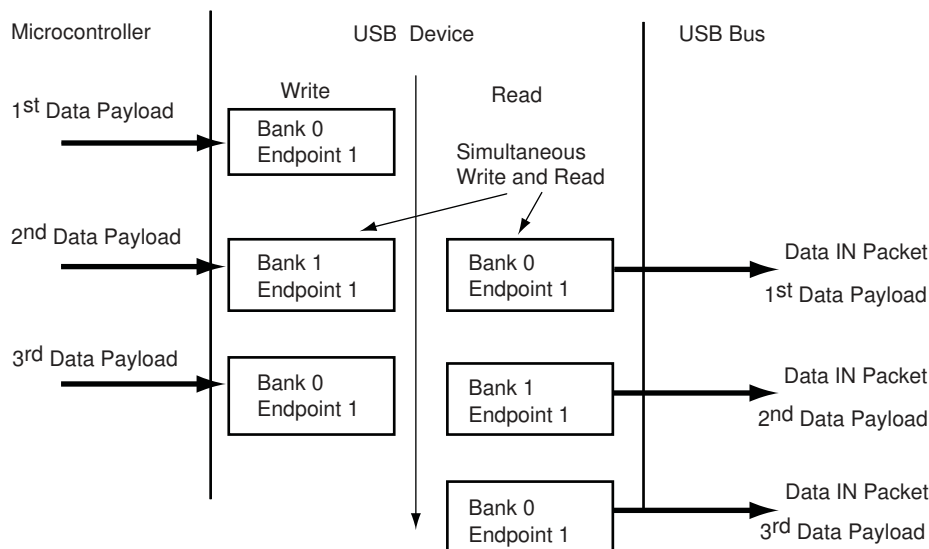 Microcontroller
USB Device
USB Bus
Write
Read
1st Data Payload
Bank 0
Endpoint 1
Simultaneous
Write and Read
2nd Data Payload
Bank 1
Endpoint 1
Bank 0
Endpoint 1
Data IN Packet
1st Data Payload
3rd Data Payload
Bank 0
Endpoint 1
Bank 1
Endpoint 1
Data IN Packet
2nd Data Payload
Bank 0
Endpoint 1
Data IN Packet
3rd Data Payload